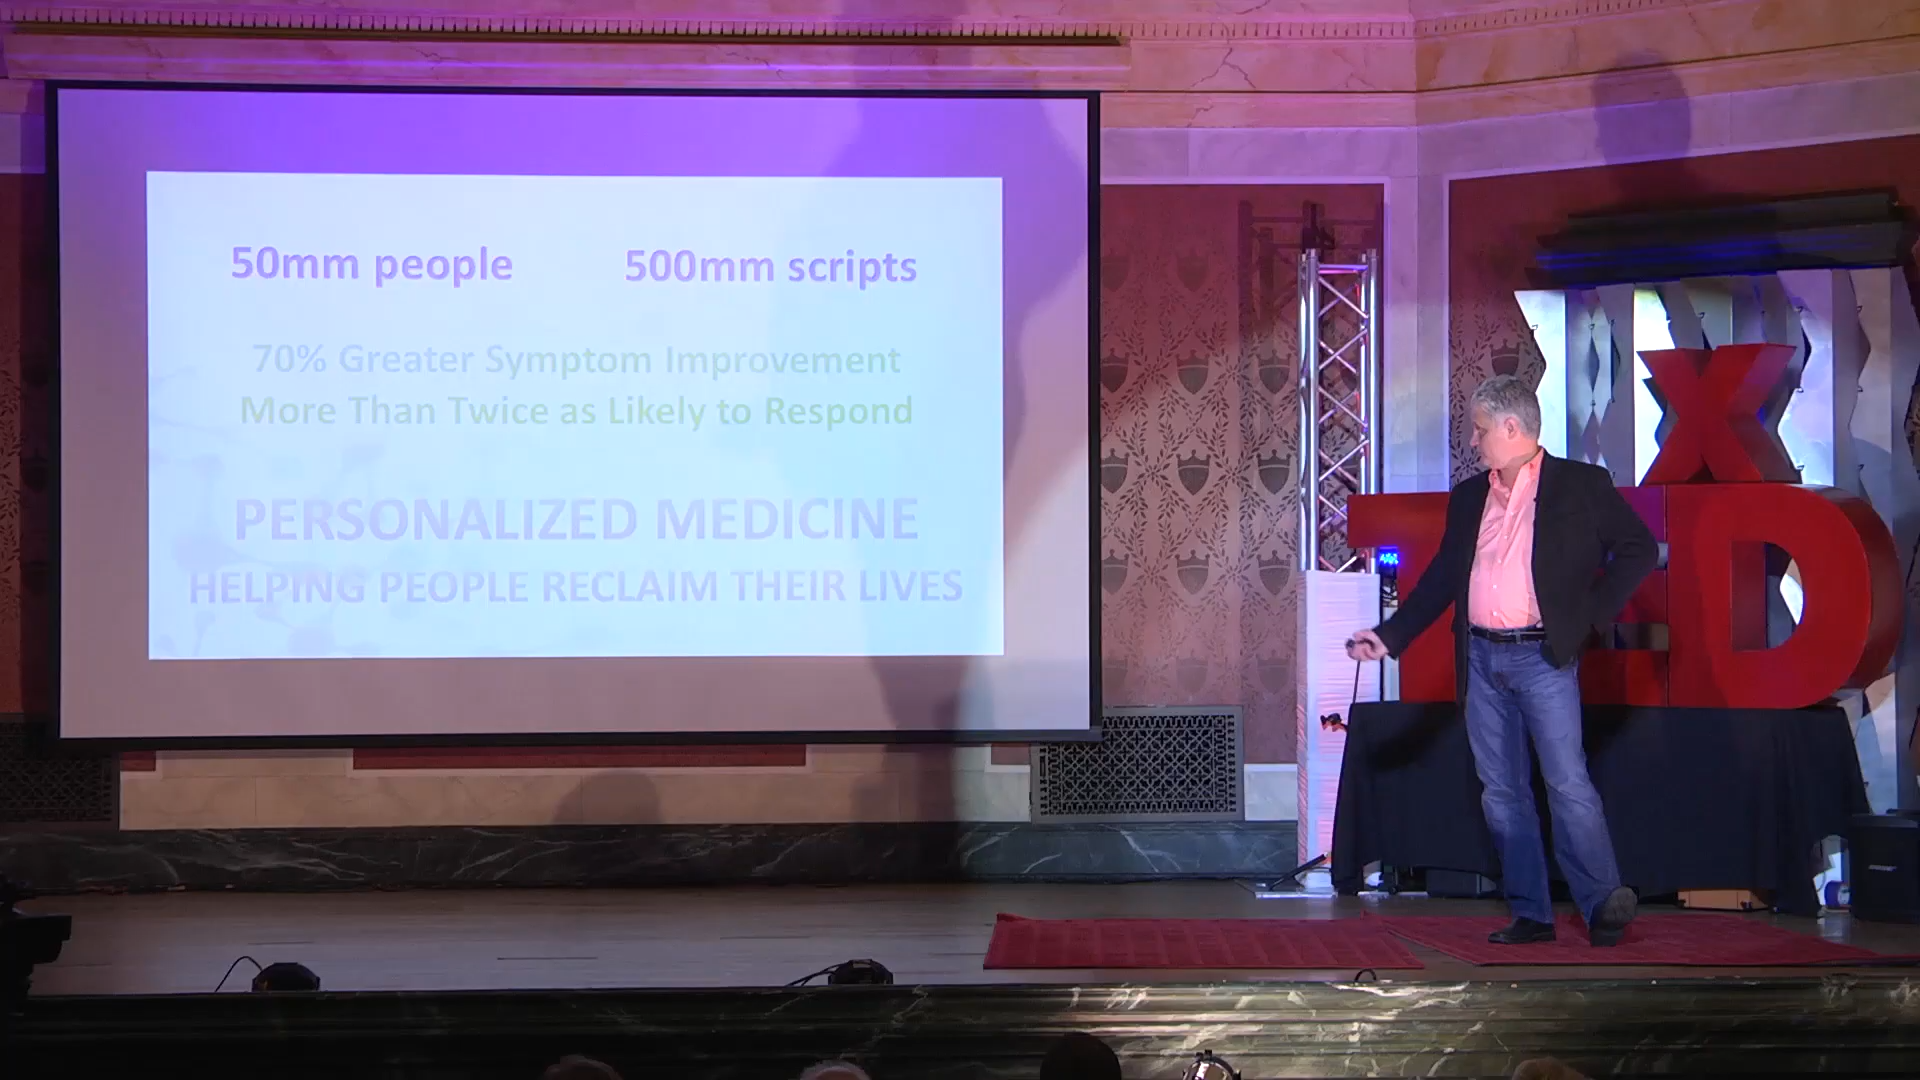 50mm people 500mm scripts
70% Greater Symptom Improvement
More Than Twice as Likely to Respond
PERSONALIZED MEDICINE
HELPING PEOPLE RECLAIM THEIR LIVES
x
TED